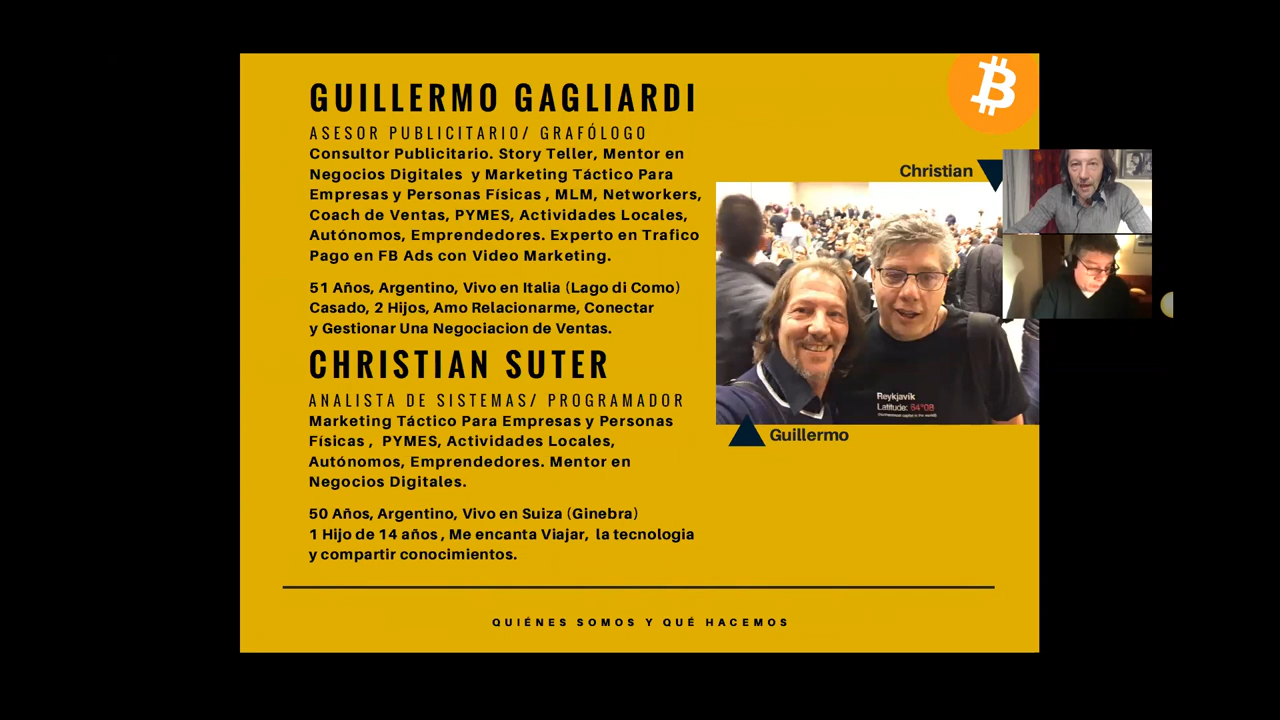 GUILLERMO GAGLIARDI
ASESOR PUBLICITARIO/ GRAFÓLOGO
Consultor Publicitario. Story Teller, Mentor en
Negocios Digitales y Marketing Táctico Para
Empresas y Personas Físicas , MLM, Networkers,
Coach de Ventas, PYMES, Actividades Locales,
Autónomos, Emprendedores. Experto en Trafico
Pago en FB Ads con Video Marketing.
51 Años, Argentino, Vivo en Italia (Lago di Como)
Casado, 2 Hijos, Amo Relacionarme, Conectar
y Gestionar Una Negociacion de Ventas.
CHRISTIAN SUTER
ANALISTA DE SISTEMAS/ PROGRAMADOR
Marketing Táctico Para Empresas y Personas
Físicas , PYMES, Actividades Locales,
Autónomos, Emprendedores. Mentor en
Negocios Digitales.
50 Años, Argentino, Vivo en Suiza (Ginebra)
1 Hijo de 14 años , Me encanta Viajar, la tecnologia
y compartir conocimientos.
Christian
Reykjavík
Latitude: 64°08
Guillermo
QUIÉNES SOMOS Y QUÉ HACEMOS